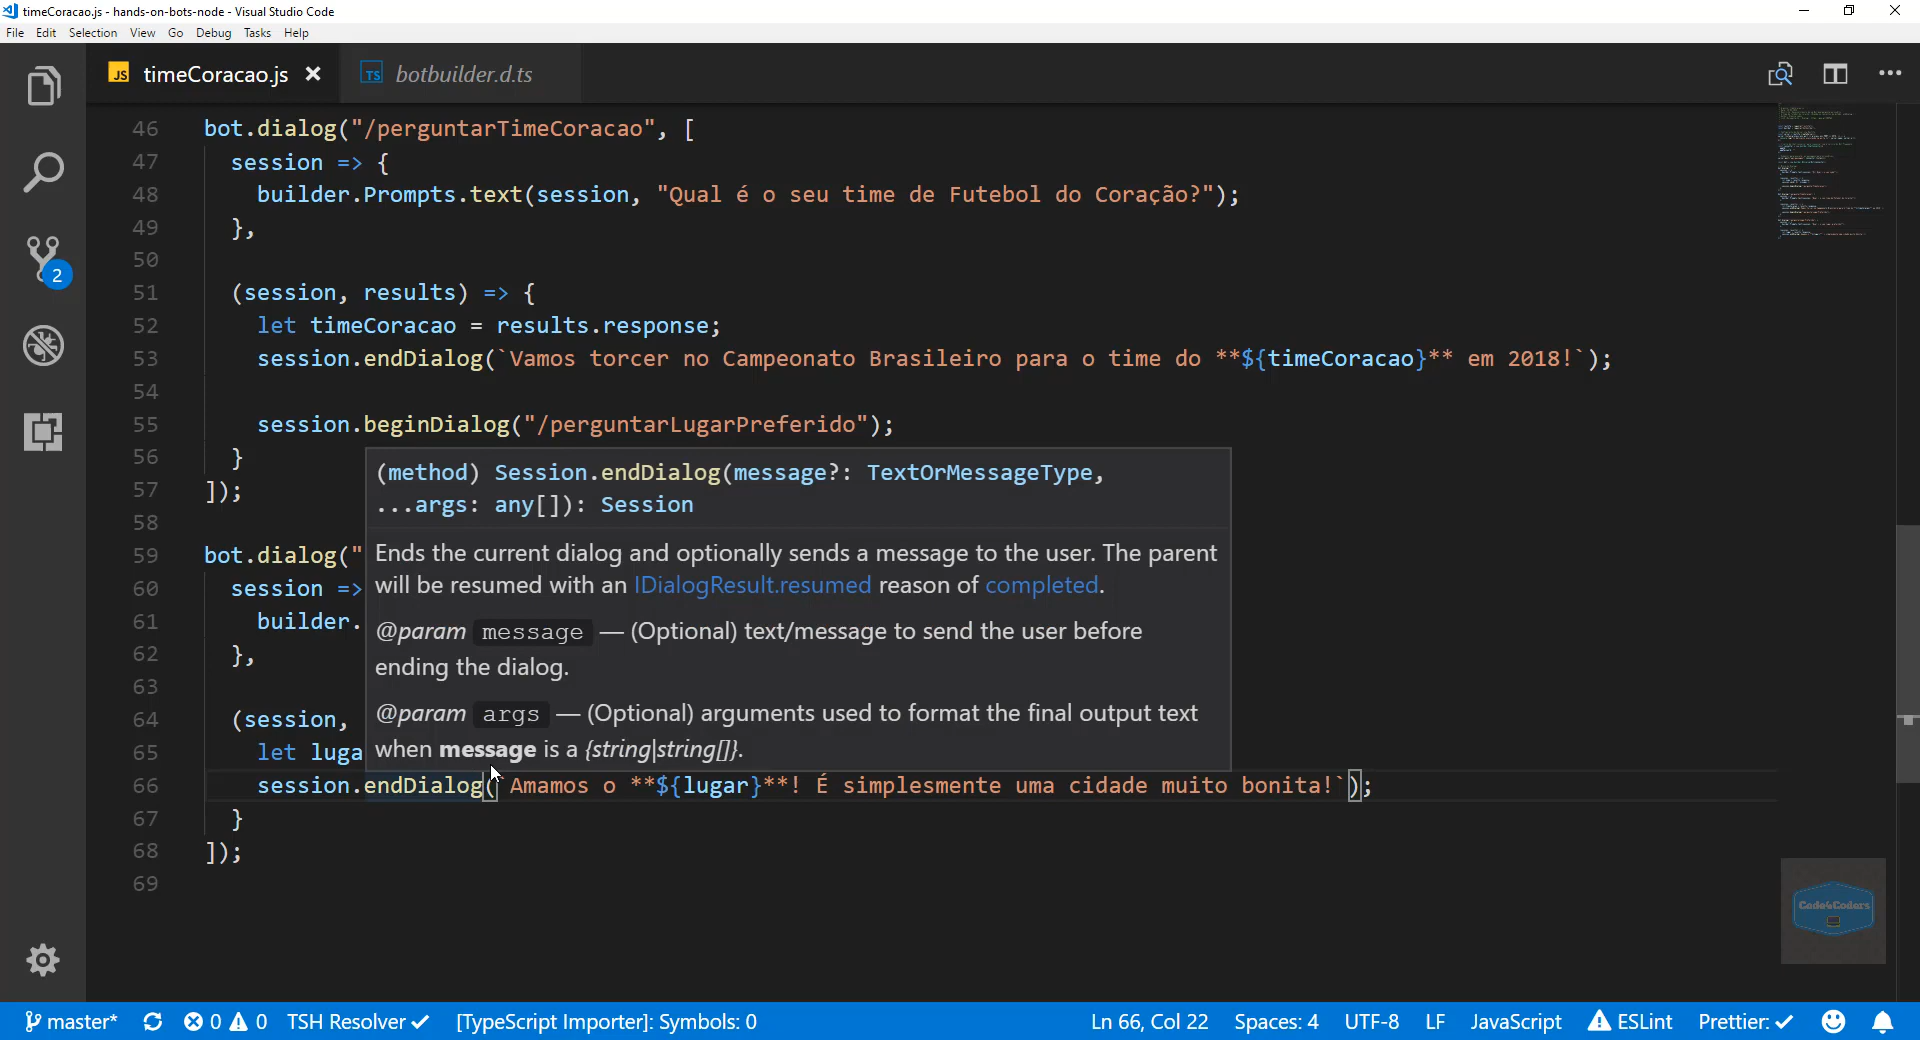 timeCoracao.js - hands-on-bots-node - Visual Studio Code
File Edit Selection View Go Debug Tasks Help
JS timeCoracao.js
TS botbuilder.d.ts
46 bot.dialog("/perguntarTimeCoracao", [
47 session => {
48 builder.Prompts.text(session, "Qual é o seu time de Futebol do Coração?");
49 },
50
51 (session, results) => {
52 let timeCoracao = results.response;
53 session.endDialog(`Vamos torcer no Campeonato Brasileiro para o time do **${timeCoracao}** em 2018!`);
54
55 session.beginDialog("/perguntarLugarPreferido");
56 }
57 ]);
58
59 bot.dialog("
60 session =>
61 builder.
62 },
63
64 (session,
65 let luga
(method) Session.endDialog(message?: TextOrMessageType,
...args: any[]): Session
Ends the current dialog and optionally sends a message to the user. The parent
will be resumed with an IDialogResult.resumed reason of completed.
@param message — (Optional) text/message to send the user before
ending the dialog.
@param args — (Optional) arguments used to format the final output text
when message is a {string|string[]}.
66 session.endDialog(`Amamos o **${lugar}**! É simplesmente uma cidade muito bonita!`);
67 }
68 ]);
69
2
Code4Coders
master* 0 0 TSH Resolver [TypeScript Importer]: Symbols: 0 Ln 66, Col 22 Spaces: 4 UTF-8 LF JavaScript ESLint Prettier: